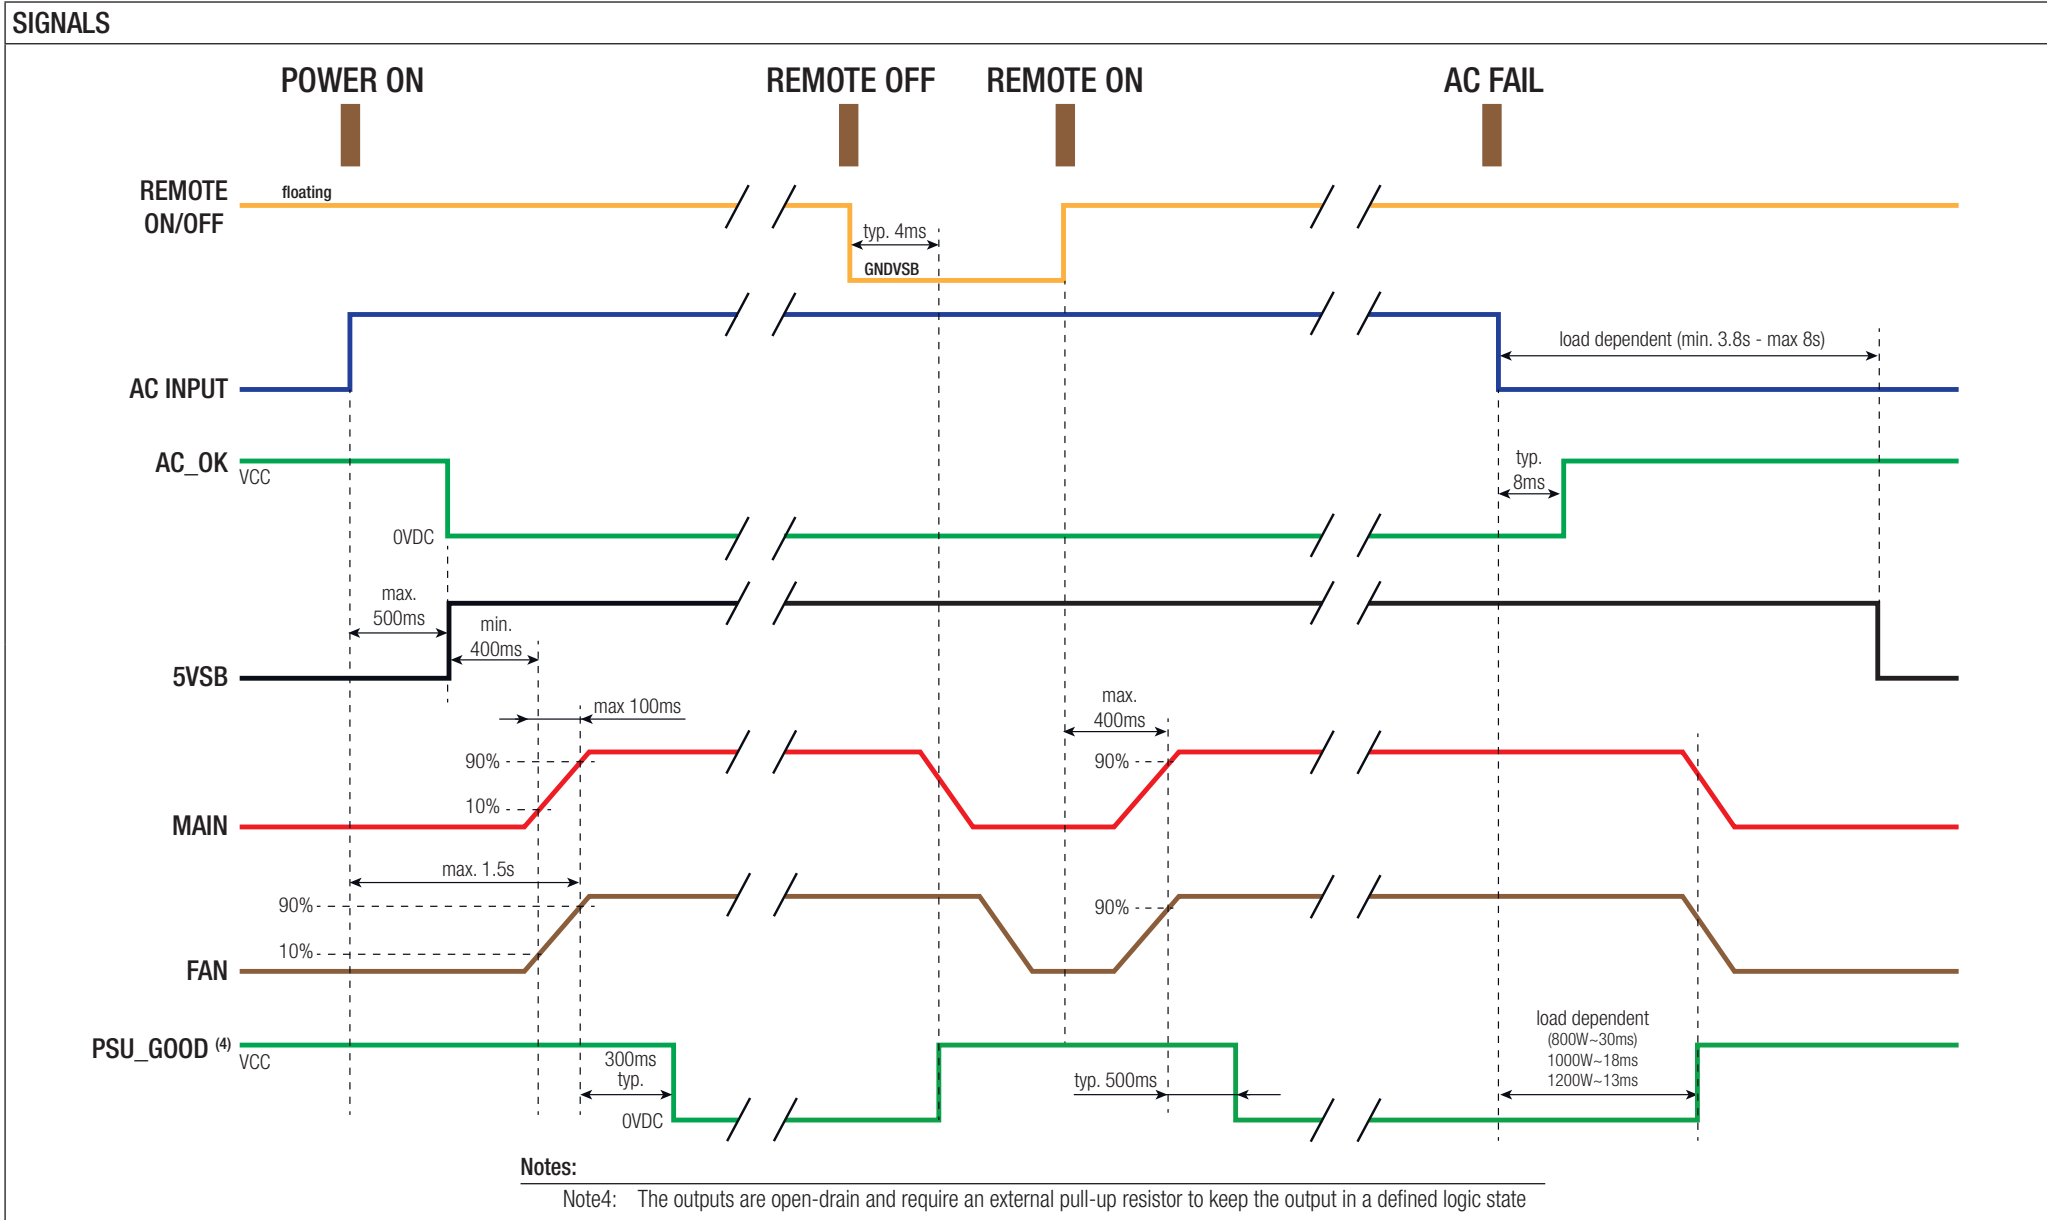 SIGNALS
POWER ON
REMOTE OFF
REMOTE ON
AC FAIL
REMOTE
ON/OFF
floating
typ. 4ms
GNDVSB
AC INPUT
load dependent (min. 3.8s - max 8s)
AC_OK
VCC
0VDC
typ.
8ms
5VSB
max.
500ms
min.
400ms
max 100ms
max.
400ms
MAIN
90%
10%
90%
max. 1.5s
FAN
90%
10%
90%
PSU_GOOD (4)
VCC
300ms
typ.
0VDC
typ. 500ms
load dependent
(800W~30ms)
1000W~18ms
1200W~13ms
Notes:
Note4: The outputs are open-drain and require an external pull-up resistor to keep the output in a defined logic state